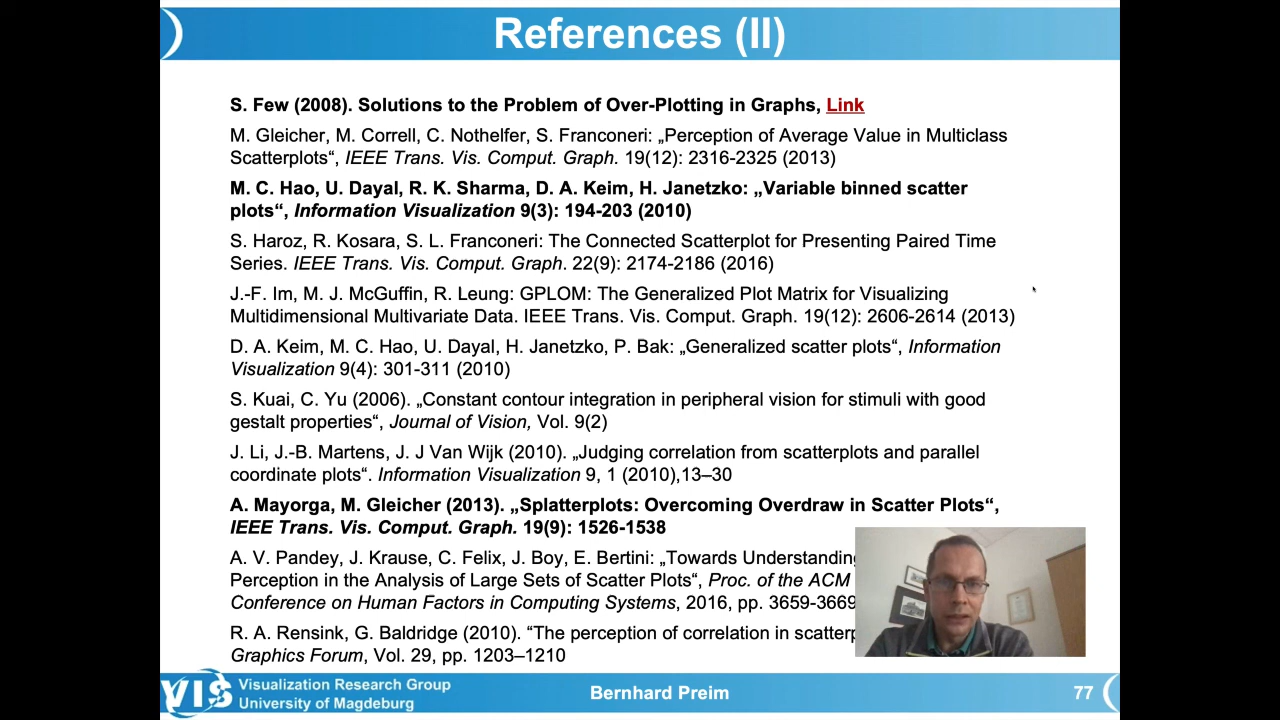 References (II)
S. Few (2008). Solutions to the Problem of Over-Plotting in Graphs, Link
M. Gleicher, M. Correll, C. Nothelfer, S. Franconeri: „Perception of Average Value in Multiclass
Scatterplots“, IEEE Trans. Vis. Comput. Graph. 19(12): 2316-2325 (2013)
M. C. Hao, U. Dayal, R. K. Sharma, D. A. Keim, H. Janetzko: „Variable binned scatter
plots“, Information Visualization 9(3): 194-203 (2010)
S. Haroz, R. Kosara, S. L. Franconeri: The Connected Scatterplot for Presenting Paired Time
Series. IEEE Trans. Vis. Comput. Graph. 22(9): 2174-2186 (2016)
J.-F. Im, M. J. McGuffin, R. Leung: GPLOM: The Generalized Plot Matrix for Visualizing
Multidimensional Multivariate Data. IEEE Trans. Vis. Comput. Graph. 19(12): 2606-2614 (2013)
D. A. Keim, M. C. Hao, U. Dayal, H. Janetzko, P. Bak: „Generalized scatter plots“, Information
Visualization 9(4): 301-311 (2010)
S. Kuai, C. Yu (2006). „Constant contour integration in peripheral vision for stimuli with good
gestalt properties“, Journal of Vision, Vol. 9(2)
J. Li, J.-B. Martens, J. J Van Wijk (2010). „Judging correlation from scatterplots and parallel
coordinate plots“. Information Visualization 9, 1 (2010),13–30
A. Mayorga, M. Gleicher (2013). „Splatterplots: Overcoming Overdraw in Scatter Plots“,
IEEE Trans. Vis. Comput. Graph. 19(9): 1526-1538
A. V. Pandey, J. Krause, C. Felix, J. Boy, E. Bertini: „Towards Understanding
Perception in the Analysis of Large Sets of Scatter Plots“, Proc. of the ACM
Conference on Human Factors in Computing Systems, 2016, pp. 3659-3669
R. A. Rensink, G. Baldridge (2010). “The perception of correlation in scatterp
Graphics Forum, Vol. 29, pp. 1203–1210
VIS
Visualization Research Group
University of Magdeburg
Bernhard Preim
77